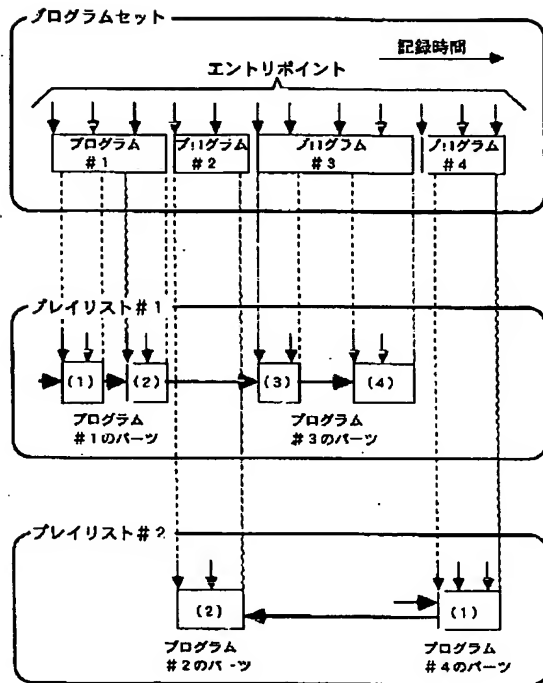 プログラムセット
記録時間
エントリポイント
プログラム
#1
プログラム
#2
プログラム
#3
プログラム
#4
プレイリスト#1
(1)
(2)
(3)
(4)
プログラム
#1のパーツ
プログラム
#3のパーツ
プレイリスト#2
(2)
(1)
プログラム
#2のパーツ
プログラム
#4のパーツ